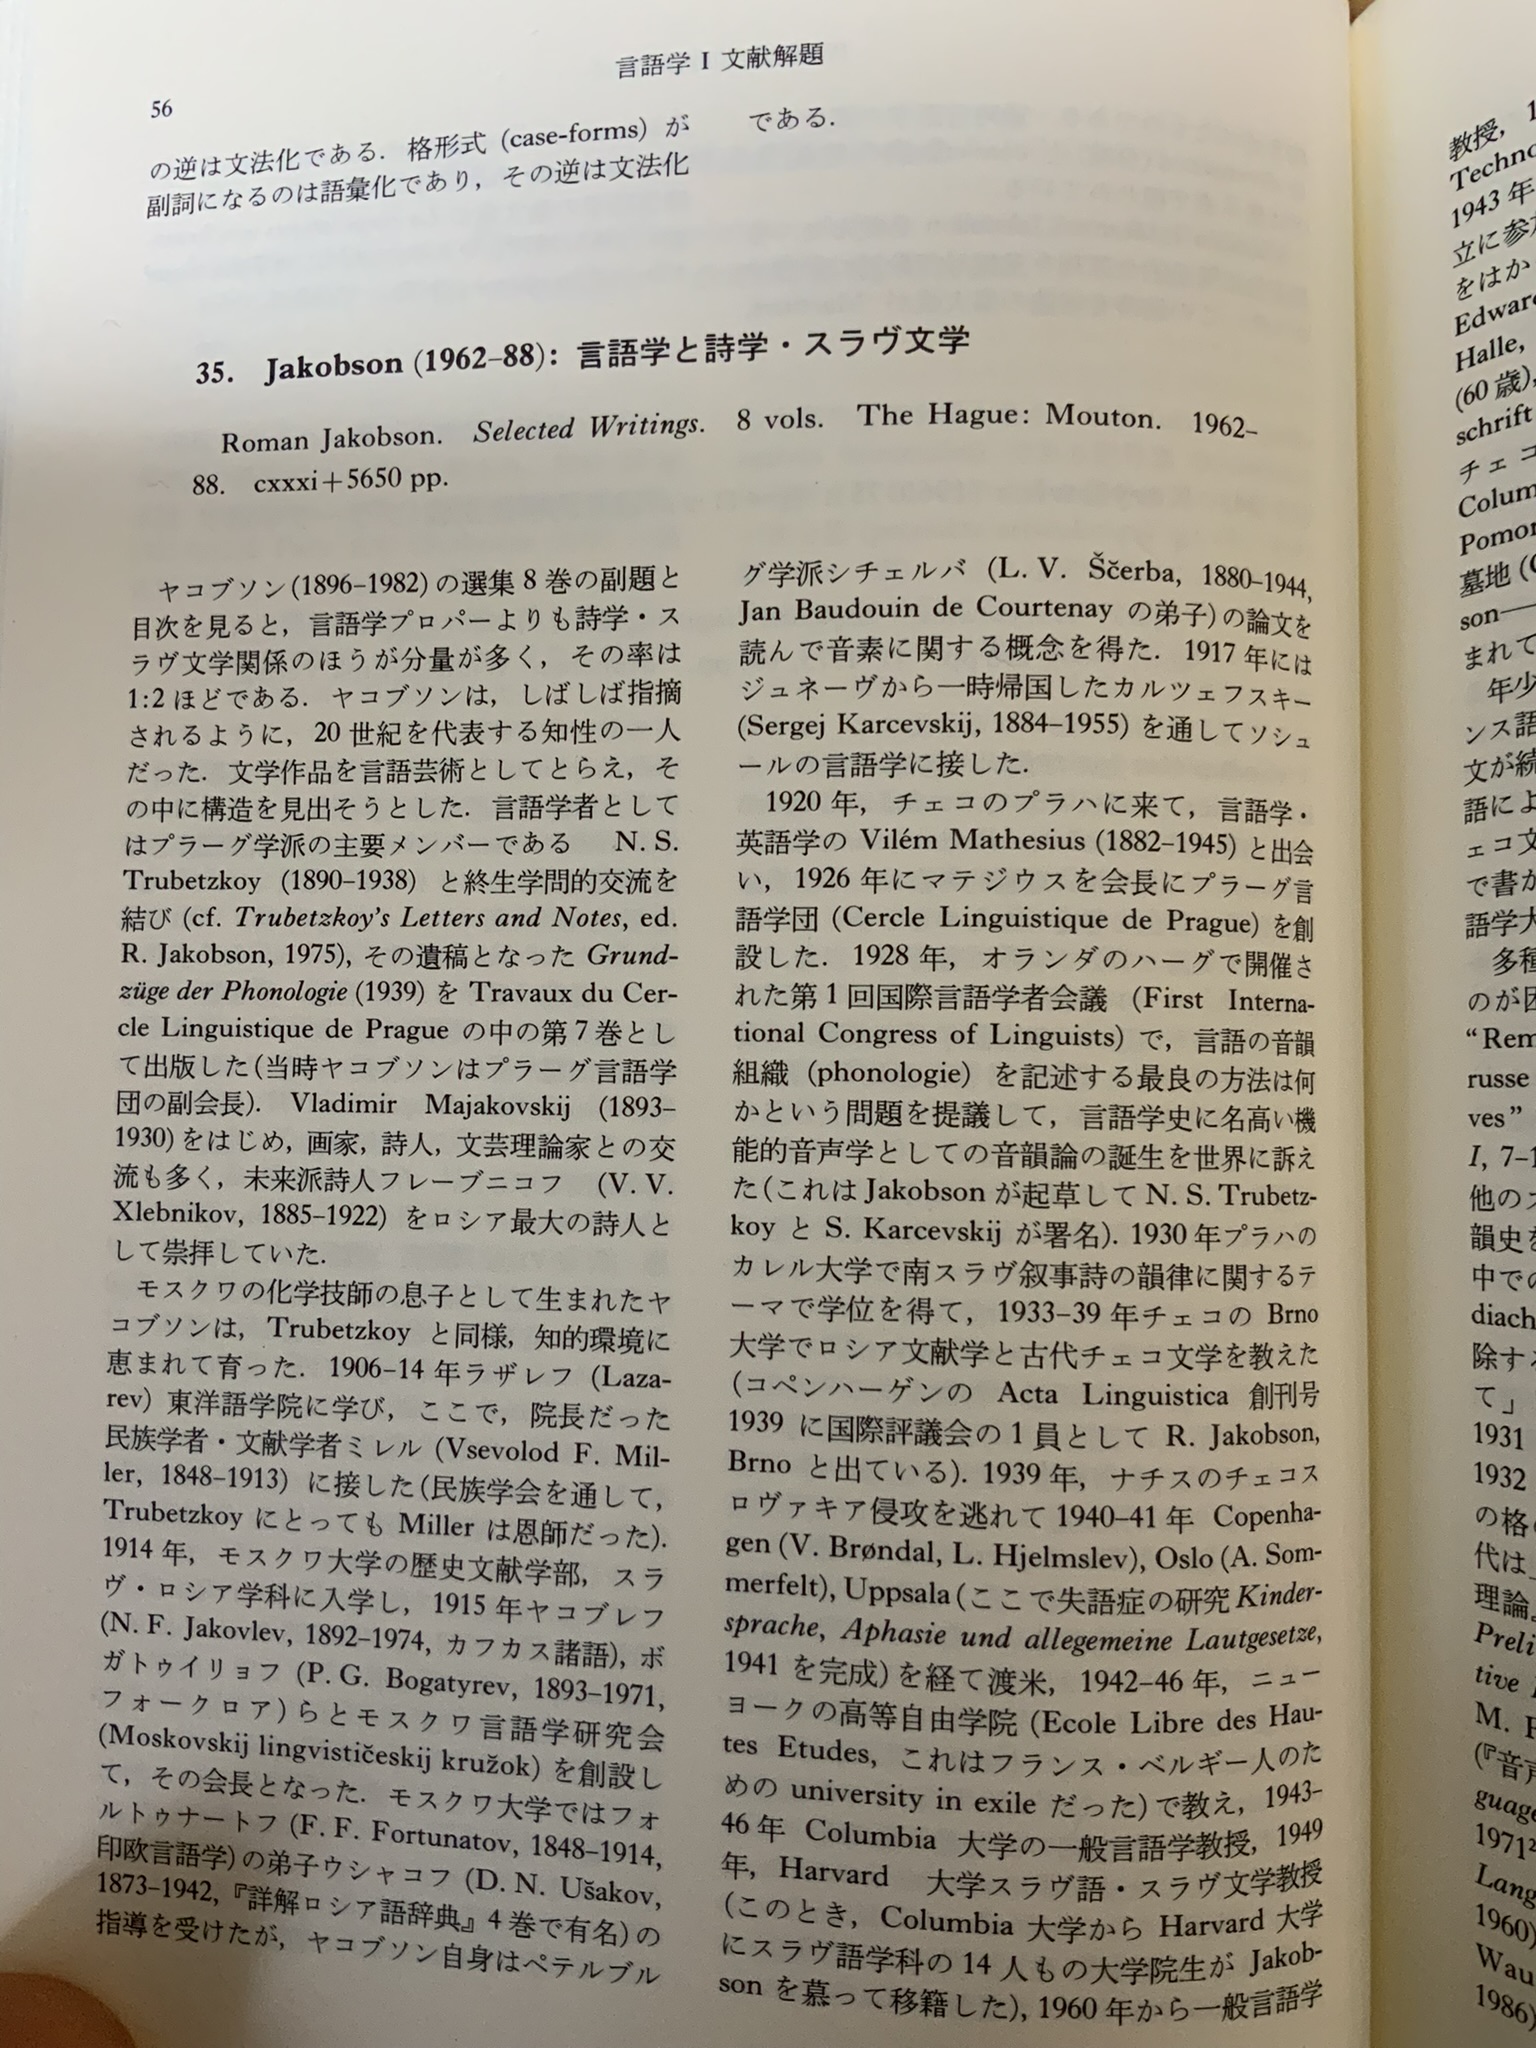 言語学 I 文献解題
56
の逆は文法化である．格形式 (case-forms) が
副詞になるのは語彙化であり，その逆は文法化
である．
35. Jakobson (1962–88): 言語学と詩学・スラヴ文学
Roman Jakobson. Selected Writings. 8 vols. The Hague: Mouton. 1962–
88. cxxxi+5650 pp.
ヤコブソン(1896–1982)の選集8巻の副題と
目次を見ると，言語学プロパーよりも詩学・ス
ラヴ文学関係のほうが分量が多く，その率は
1:2ほどである．ヤコブソンは，しばしば指摘
されるように，20世紀を代表する知性の一人
だった．文学作品を言語芸術としてとらえ，そ
の中に構造を見出そうとした．言語学者として
はプラーグ学派の主要メンバーである N. S.
Trubetzkoy (1890–1938) と終生学問的交流を
結び (cf. Trubetzkoy's Letters and Notes, ed.
R. Jakobson, 1975), その遺稿となった Grund-
züge der Phonologie (1939) を Travaux du Cer-
cle Linguistique de Prague の中の第7巻とし
て出版した(当時ヤコブソンはプラーグ言語学
団の副会長). Vladimir Majakovskij (1893–
1930)をはじめ, 画家, 詩人, 文芸理論家との交
流も多く，未来派詩人フレーブニコフ (V. V.
Xlebnikov, 1885–1922) をロシア最大の詩人と
して崇拝していた.
モスクワの化学技師の息子として生まれたヤ
コブソンは，Trubetzkoy と同様，知的環境に
恵まれて育った．1906–14年ラザレフ (Laza-
rev) 東洋語学院に学び，ここで，院長だった
民族学者・文献学者ミレル (Vsevolod F. Mil-
ler, 1848–1913) に接した(民族学会を通して，
Trubetzkoy にとっても Miller は恩師だった).
1914年，モスクワ大学の歴史文献学部，スラ
ヴ・ロシア学科に入学し，1915年ヤコブレフ
(N. F. Jakovlev, 1892–1974, カフカス諸語), ボ
ガトゥイリョフ (P. G. Bogatyrev, 1893–1971,
フォークロア)らとモスクワ言語学研究会
(Moskovskij lingvističeskij kružok) を創設し
て，その会長となった．モスクワ大学ではフォ
ルトゥナートフ (F. F. Fortunatov, 1848–1914,
印欧言語学)の弟子ウシャコフ (D. N. Ušakov,
1873–1942,『詳解ロシア語辞典』4巻で有名)の
指導を受けたが，ヤコブソン自身はペテルブル
グ学派シチェルバ (L. V. Ščerba, 1880–1944,
Jan Baudouin de Courtenay の弟子)の論文を
読んで音素に関する概念を得た．1917年には
ジュネーヴから一時帰国したカルツェフスキー
(Sergej Karcevskij, 1884–1955) を通してソシュ
ールの言語学に接した.
1920年，チェコのプラハに来て，言語学・
英語学の Vilém Mathesius (1882–1945) と出会
い，1926年にマテジウスを会長にプラーグ言
語学団 (Cercle Linguistique de Prague) を創
設した．1928年，オランダのハーグで開催さ
れた第1回国際言語学者会議 (First Interna-
tional Congress of Linguists) で，言語の音韻
組織 (phonologie) を記述する最良の方法は何
かという問題を提議して，言語学史に名高い機
能的音声学としての音韻論の誕生を世界に訴え
た(これは Jakobson が起草して N. S. Trubetz-
koy と S. Karcevskij が署名). 1930年プラハの
カレル大学で南スラヴ叙事詩の韻律に関するテ
ーマで学位を得て，1933–39年チェコの Brno
大学でロシア文献学と古代チェコ文学を教えた
(コペンハーゲンの Acta Linguistica 創刊号
1939 に国際評議会の1員として R. Jakobson,
Brno と出ている). 1939年，ナチスのチェコス
ロヴァキア侵攻を逃れて 1940–41年 Copenha-
gen (V. Brøndal, L. Hjelmslev), Oslo (A. Som-
merfelt), Uppsala (ここで失語症の研究 Kinder-
sprache, Aphasie und allegemeine Lautgesetze,
1941 を完成) を経て渡米，1942–46年，ニュー
ヨークの高等自由学院 (Ecole Libre des Hau-
tes Etudes, これはフランス・ベルギー人のた
めの university in exile だった)で教え，1943–
46年 Columbia 大学の一般言語学教授，1949
年，Harvard 大学スラヴ語・スラヴ文学教授
(このとき，Columbia 大学から Harvard 大学
にスラヴ語学科の14人もの大学院生が Jakob-
son を慕って移籍した), 1960年から一般言語学
教授，
Techno
1943年
立に参
をはか
Edward
Halle,
(60歳),
schrift
チェコ
Colum
Pomor
墓地
son—
まれて
年少
ンス語
文が続
語によ
ェコ文
で書か
語学大
多種
のが困
“Rem
russe
ves”
I, 7–1
他のス
韻史を
中での
diach
除する
て」
1931
1932
の格の
代は
理論
Preli
tive
M.
(『音声
guage
1971²
Lang
1960)
Wau
1986)